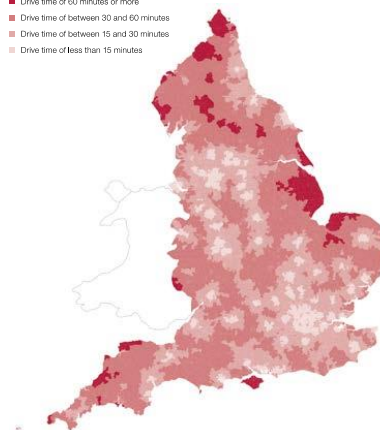 Drive time of 60 minutes or more
Drive time of between 30 and 60 minutes
Drive time of between 15 and 30 minutes
Drive time of less than 15 minutes